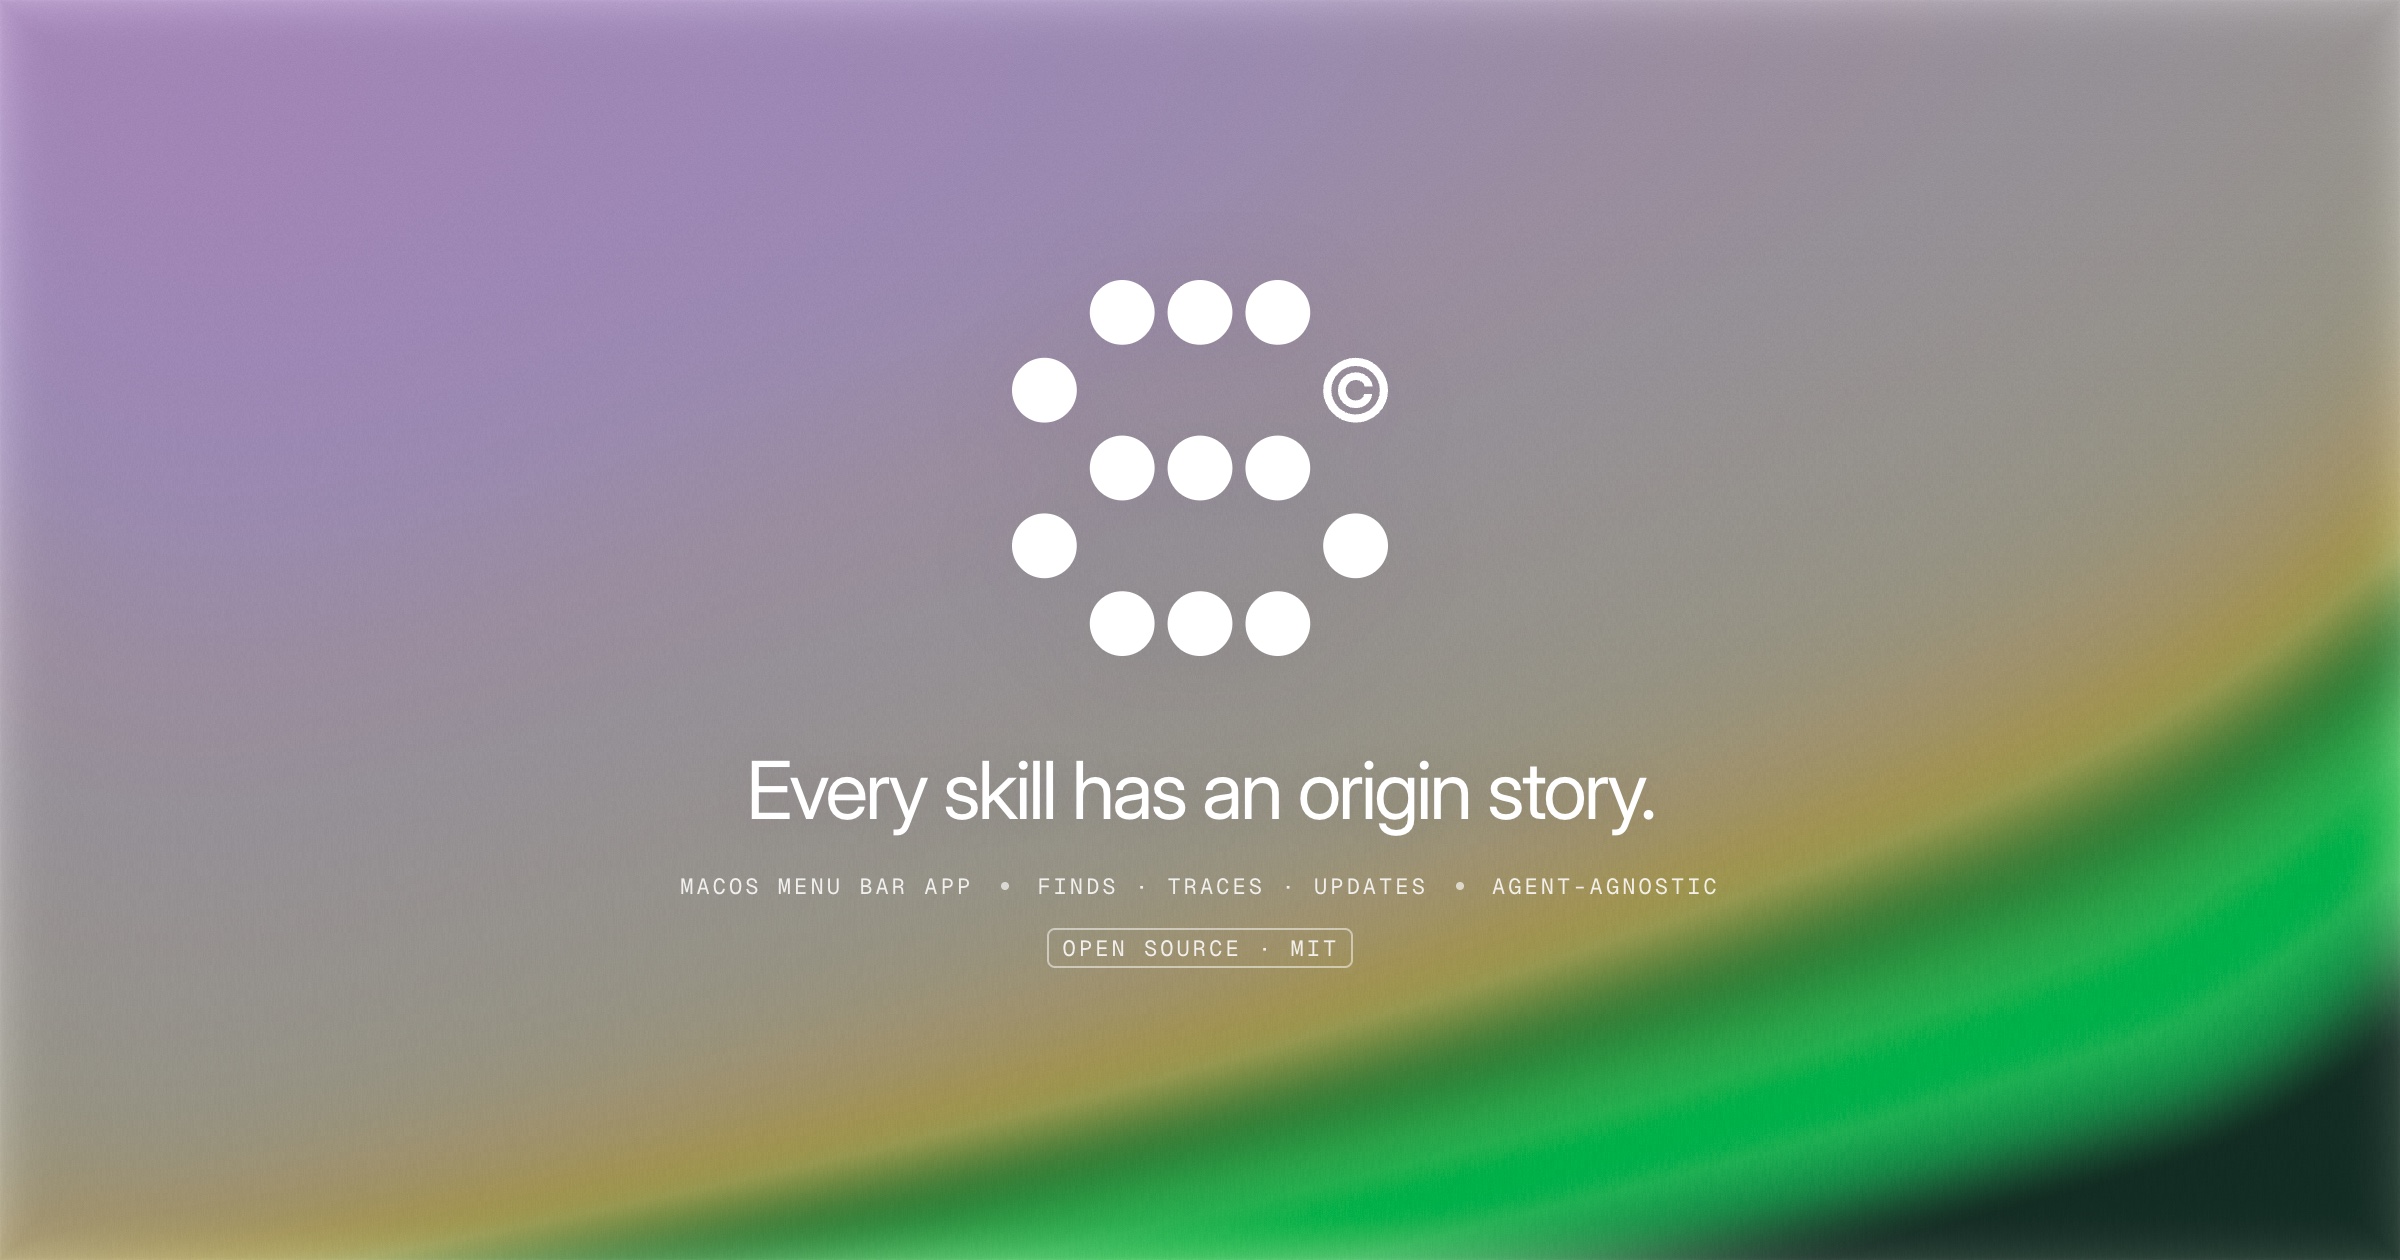 ©
Every skill has an origin story.
MACOS MENU BAR APP • FINDS · TRACES · UPDATES • AGENT-AGNOSTIC
OPEN SOURCE · MIT